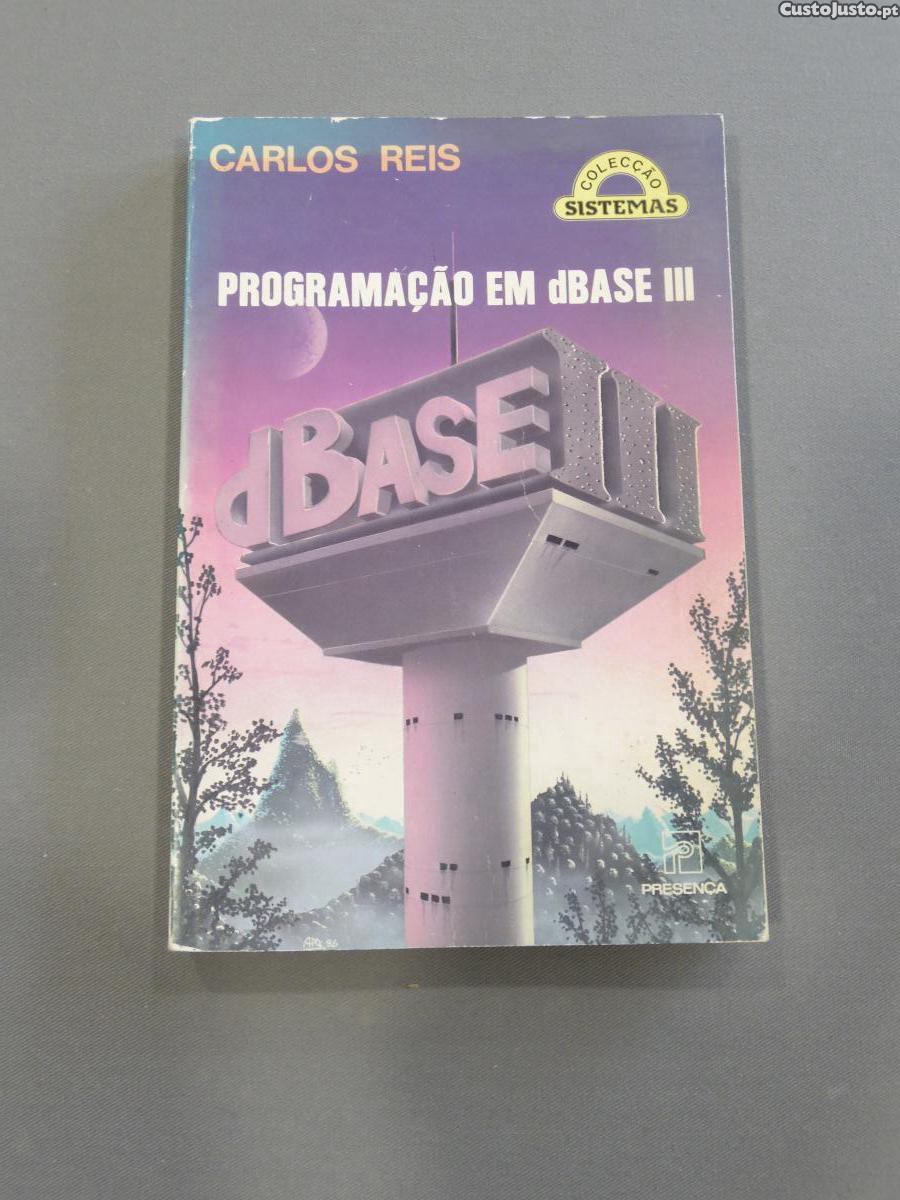 CustoJusto.pt
CARLOS REIS
COLECÇÃO
SISTEMAS
PROGRAMAÇÃO EM dBASE III
dBASE III
PRESENÇA